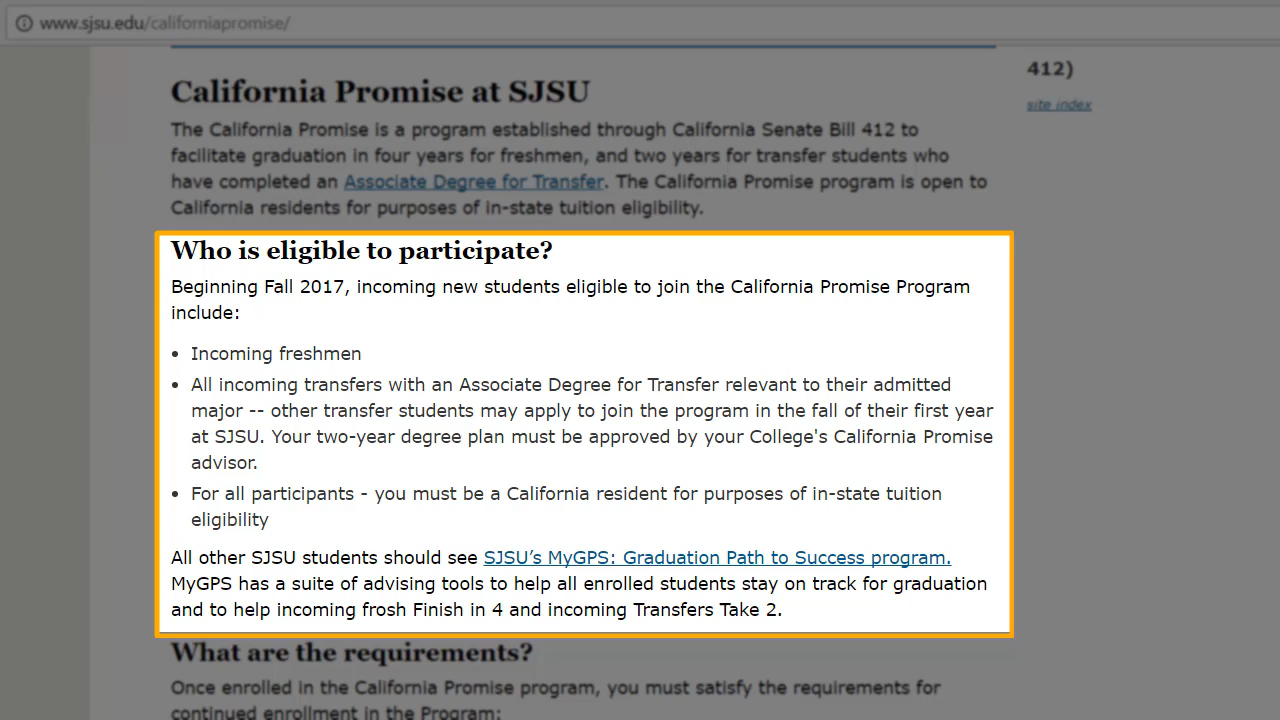 www.sjsu.edu/californiapromise/
412)
site index
California Promise at SJSU
The California Promise is a program established through California Senate Bill 412 to
facilitate graduation in four years for freshmen, and two years for transfer students who
have completed an Associate Degree for Transfer. The California Promise program is open to
California residents for purposes of in-state tuition eligibility.
Who is eligible to participate?
Beginning Fall 2017, incoming new students eligible to join the California Promise Program
include:
• Incoming freshmen
• All incoming transfers with an Associate Degree for Transfer relevant to their admitted
major -- other transfer students may apply to join the program in the fall of their first year
at SJSU. Your two-year degree plan must be approved by your College's California Promise
advisor.
• For all participants - you must be a California resident for purposes of in-state tuition
eligibility
All other SJSU students should see SJSU’s MyGPS: Graduation Path to Success program.
MyGPS has a suite of advising tools to help all enrolled students stay on track for graduation
and to help incoming frosh Finish in 4 and incoming Transfers Take 2.
What are the requirements?
Once enrolled in the California Promise program, you must satisfy the requirements for
continued enrollment in the Program: